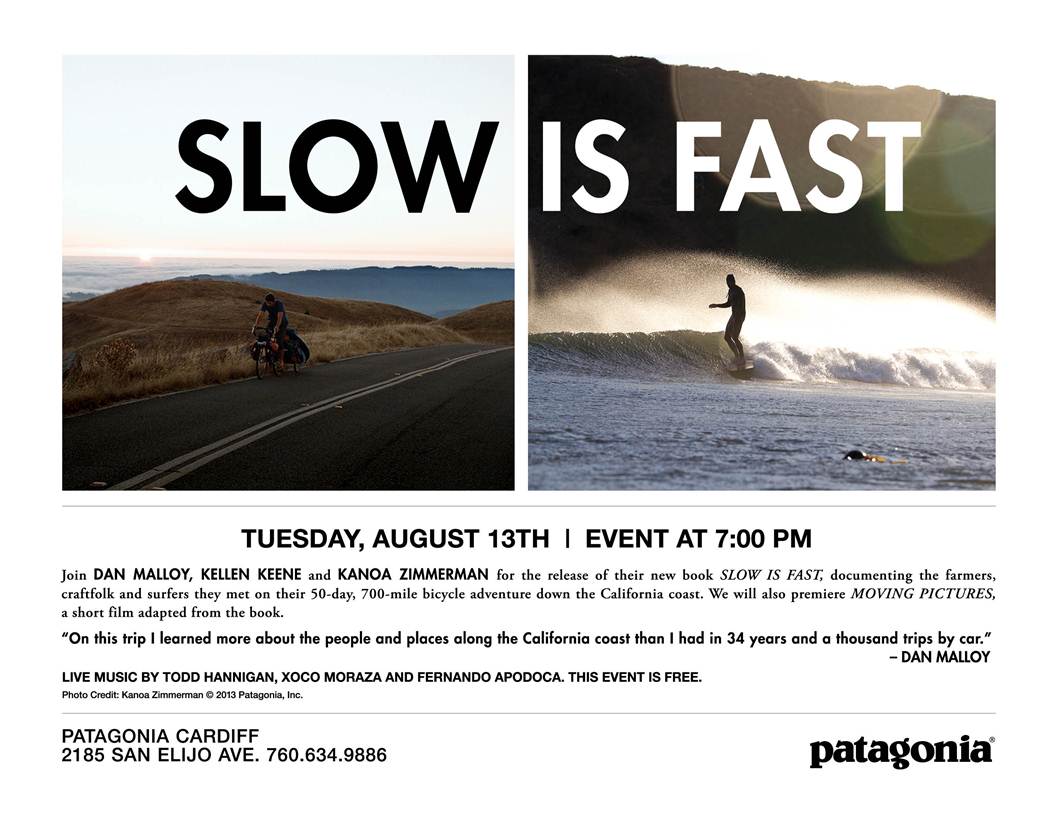 SLOW IS FAST
TUESDAY, AUGUST 13TH | EVENT AT 7:00 PM
Join DAN MALLOY, KELLEN KEENE and KANOA ZIMMERMAN for the release of their new book SLOW IS FAST, documenting the farmers,
craftfolk and surfers they met on their 50-day, 700-mile bicycle adventure down the California coast. We will also premiere MOVING PICTURES,
a short film adapted from the book.
“On this trip I learned more about the people and places along the California coast than I had in 34 years and a thousand trips by car.”
– DAN MALLOY
LIVE MUSIC BY TODD HANNIGAN, XOCO MORAZA AND FERNANDO APODOCA. THIS EVENT IS FREE.
Photo Credit: Kanoa Zimmerman © 2013 Patagonia, Inc.
PATAGONIA CARDIFF
2185 SAN ELIJO AVE. 760.634.9886
patagonia®